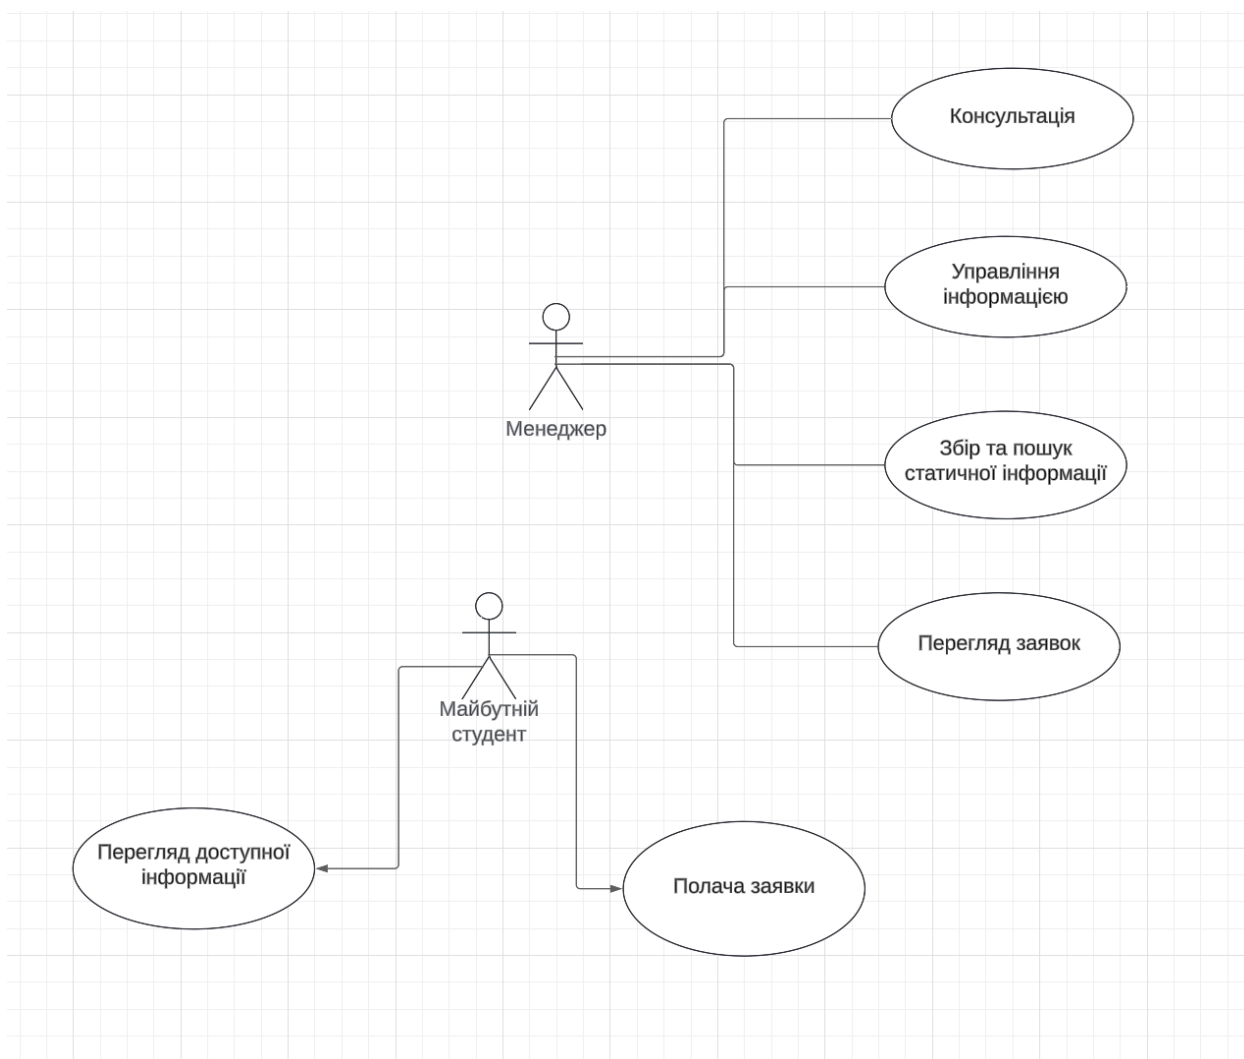 Консультація
Управління
інформацією
Менеджер
Збір та пошук
статичної інформації
Перегляд заявок
Майбутній
студент
Перегляд доступної
інформації
Полача заявки